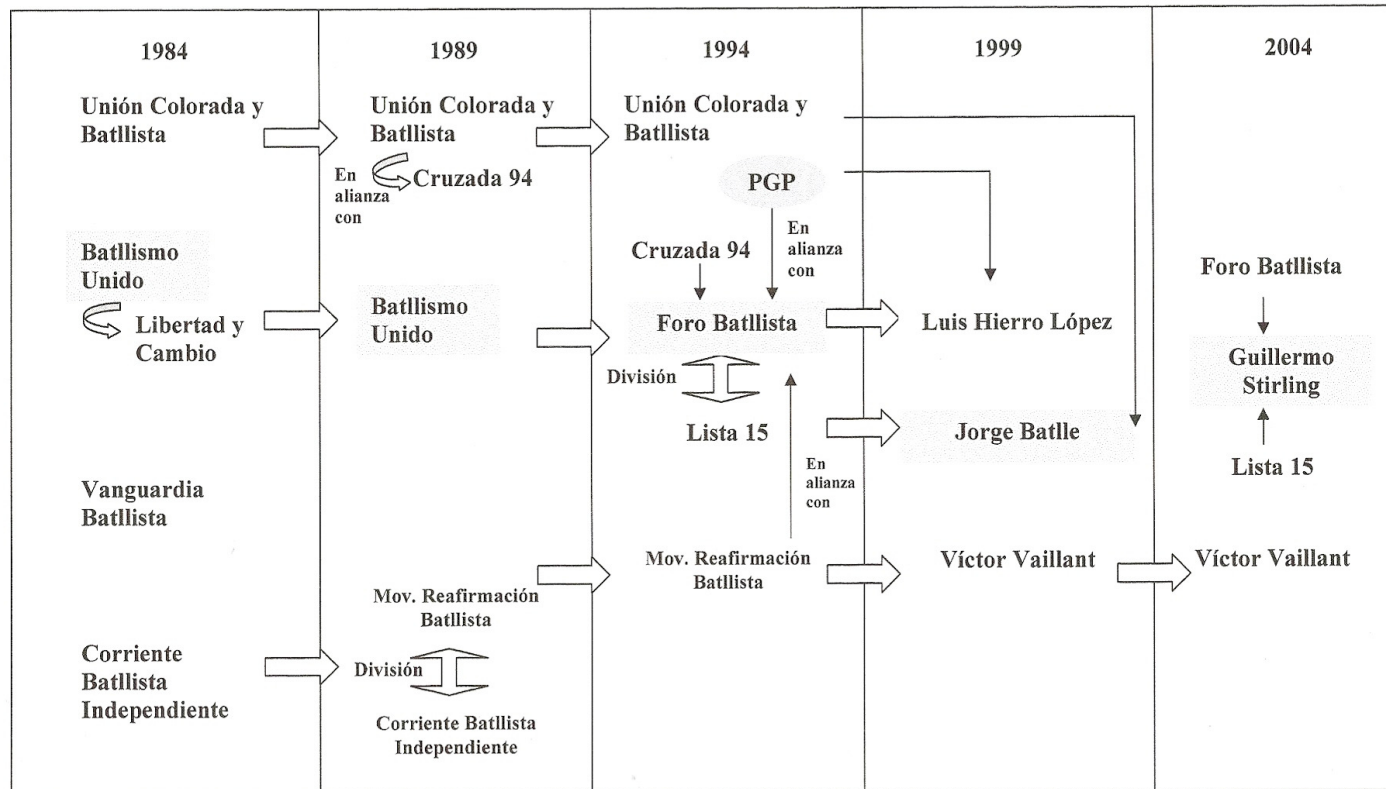 1984
Unión Colorada y
Batllista
Batllismo
Unido
Libertad y
Cambio
Vanguardia
Batllista
Corriente
Batllista
Independiente
1989
Unión Colorada y
Batllista
En
alianza
con
Cruzada 94
Batllismo
Unido
Mov. Reafirmación
Batllista
División
Corriente Batllista
Independiente
1994
Unión Colorada y
Batllista
PGP
En
alianza
con
Cruzada 94
Foro Batllista
División
Lista 15
En
alianza
con
Mov. Reafirmación
Batllista
1999
Luis Hierro López
Jorge Batlle
Víctor Vaillant
2004
Foro Batllista
Guillermo
Stirling
Lista 15
Víctor Vaillant